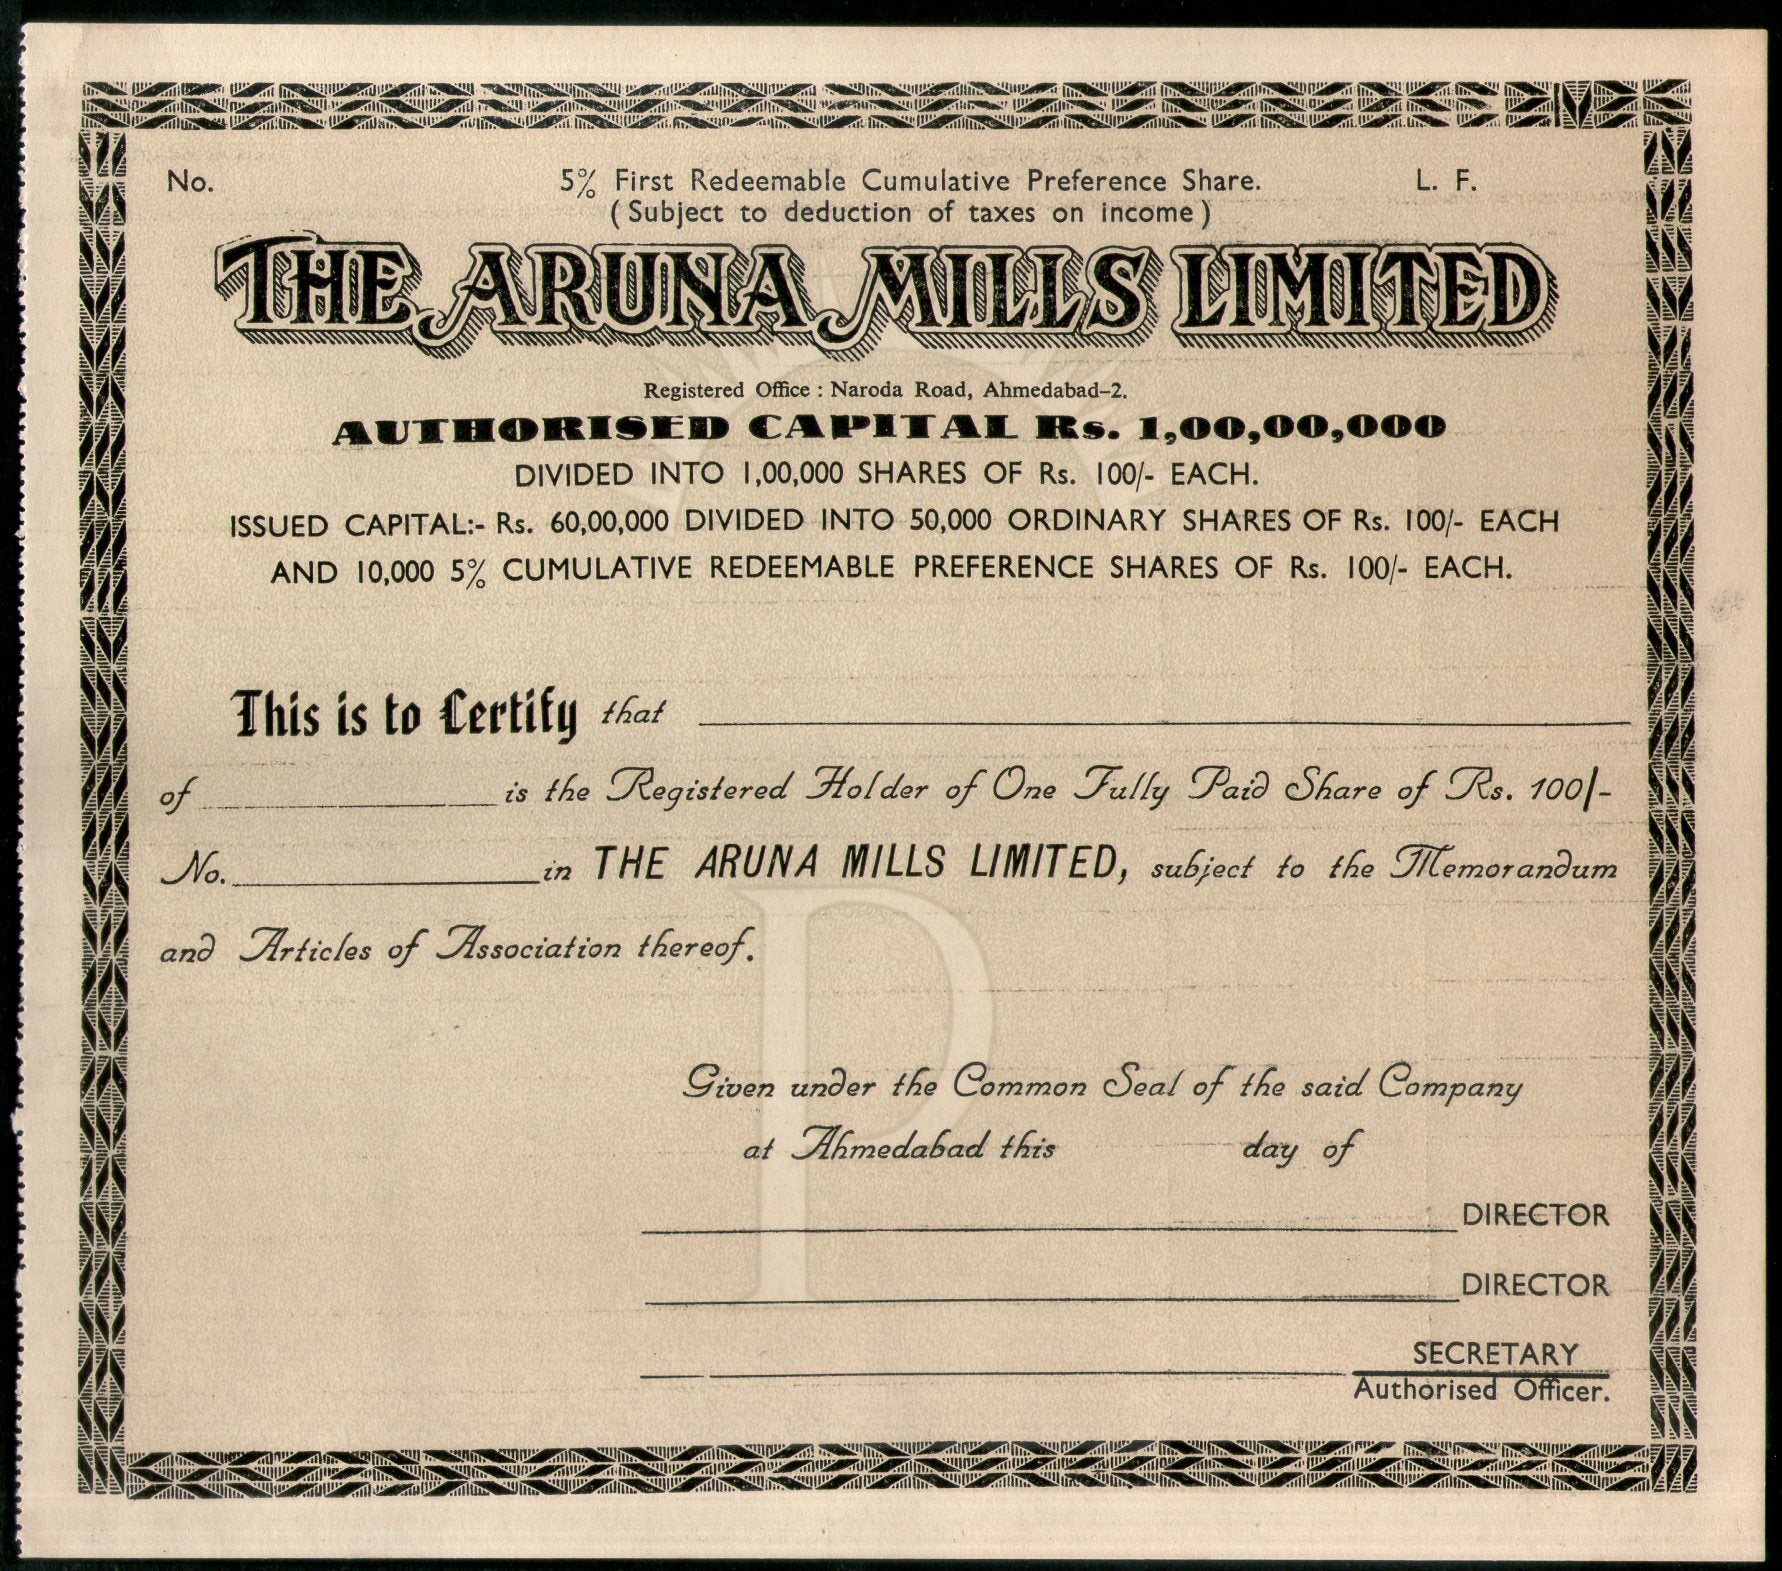 No. 5% First Redeemable Cumulative Preference Share. L. F.
(Subject to deduction of taxes on income)
THE ARUNA MILLS LIMITED
Registered Office : Naroda Road, Ahmedabad-2.
AUTHORISED CAPITAL Rs. 1,00,00,000
DIVIDED INTO 1,00,000 SHARES OF Rs. 100/- EACH.
ISSUED CAPITAL:- Rs. 60,00,000 DIVIDED INTO 50,000 ORDINARY SHARES OF Rs. 100/- EACH
AND 10,000 5% CUMULATIVE REDEEMABLE PREFERENCE SHARES OF Rs. 100/- EACH.
This is to Certify that
of is the Registered Holder of One Fully Paid Share of Rs. 100/-
No. in THE ARUNA MILLS LIMITED, subject to the Memorandum
and Articles of Association thereof.
Given under the Common Seal of the said Company
at Ahmedabad this day of
DIRECTOR
DIRECTOR
SECRETARY
Authorised Officer.